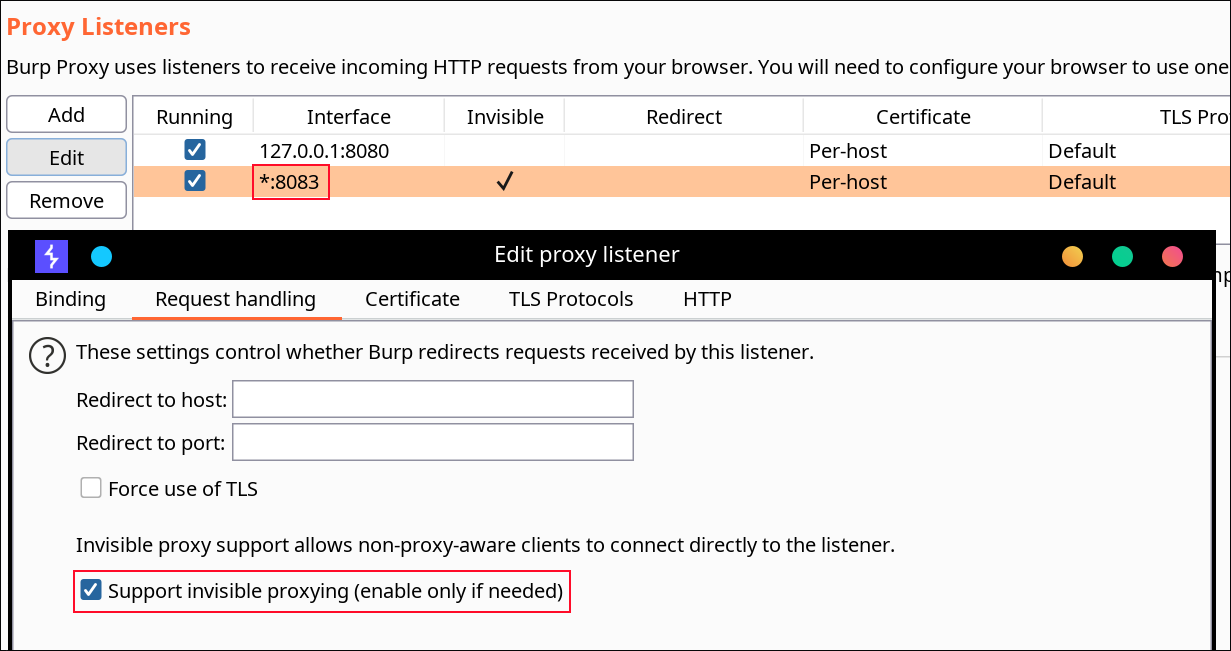 Proxy Listeners
Burp Proxy uses listeners to receive incoming HTTP requests from your browser. You will need to configure your browser to use one
Add
Running Interface Invisible Redirect Certificate TLS Pro
127.0.0.1:8080 Per-host Default
Edit
*:8083 Per-host Default
Remove
Edit proxy listener
Binding Request handling Certificate TLS Protocols HTTP
? These settings control whether Burp redirects requests received by this listener.
Redirect to host:
Redirect to port:
Force use of TLS
Invisible proxy support allows non-proxy-aware clients to connect directly to the listener.
Support invisible proxying (enable only if needed)